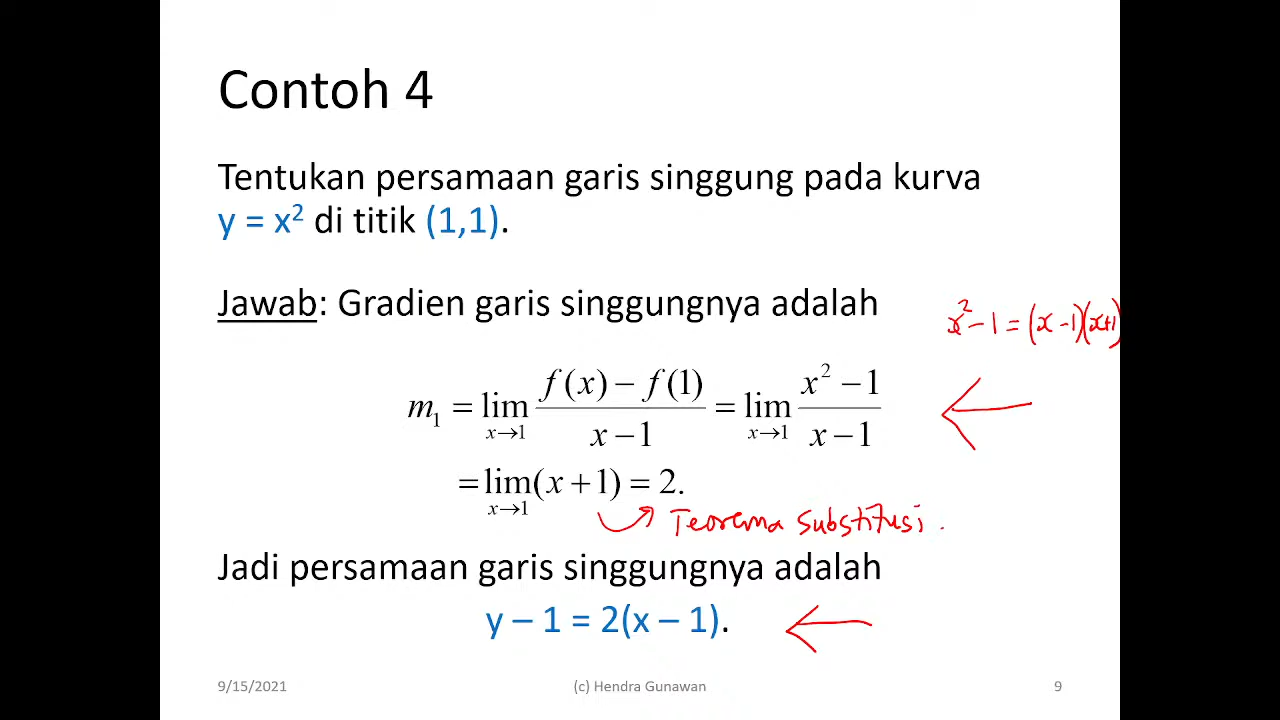 Contoh 4
Tentukan persamaan garis singgung pada kurva
y = x² di titik (1,1).
Jawab: Gradien garis singgungnya adalah
x² - 1 = (x - 1)(x+1)
m₁ = lim x→1 (f(x) − f(1))/(x − 1) = lim x→1 (x² − 1)/(x − 1)
= lim x→1 (x + 1) = 2.
Teorema Substitusi.
Jadi persamaan garis singgungnya adalah
y – 1 = 2(x – 1).
9/15/2021 (c) Hendra Gunawan 9